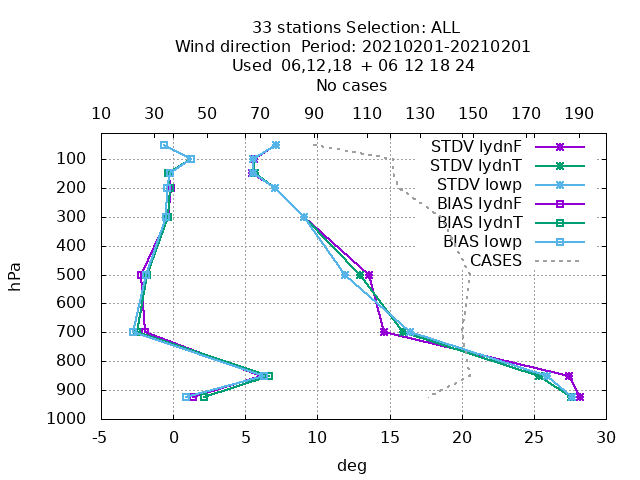 33 stations Selection: ALL
Wind direction  Period: 20210201-20210201
Used  06,12,18  + 06 12 18 24
No cases
10 30 50 70 90 110 130 150 170 190
STDV lydnF
100 STDV lydnT
200 STDV lowp
BIAS lydnF
300 BIAS lydnT
400 BIAS lowp
CASES
hPa
500
600
700
800
900
1000
-5 0 5 10 15 20 25 30
deg